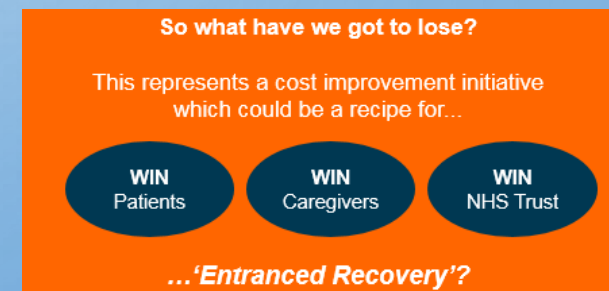 So what have we got to lose?
This represents a cost improvement initiative
which could be a recipe for...
WIN
Patients
WIN
Caregivers
WIN
NHS Trust
...‘Entranced Recovery’?